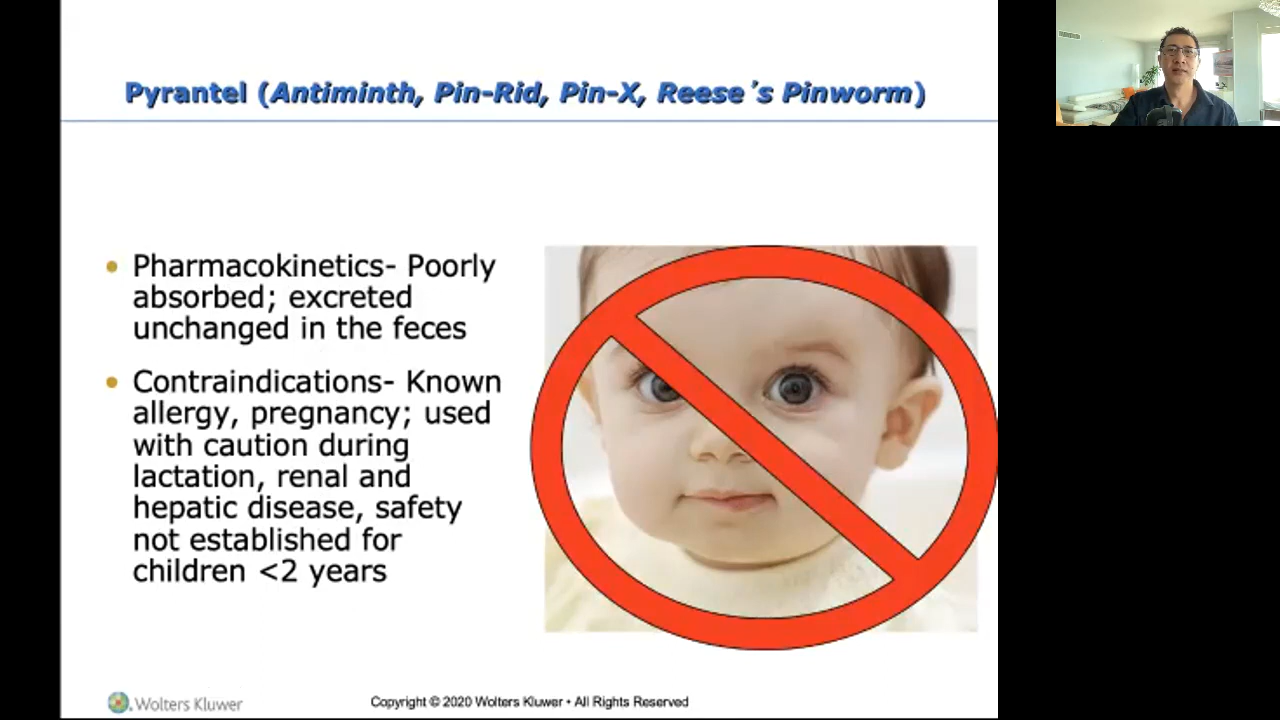 Pyrantel (Antiminth, Pin-Rid, Pin-X, Reese's Pinworm)
• Pharmacokinetics- Poorly
absorbed; excreted
unchanged in the feces
• Contraindications- Known
allergy, pregnancy; used
with caution during
lactation, renal and
hepatic disease, safety
not established for
children <2 years
Wolters Kluwer
Copyright © 2020 Wolters Kluwer • All Rights Reserved